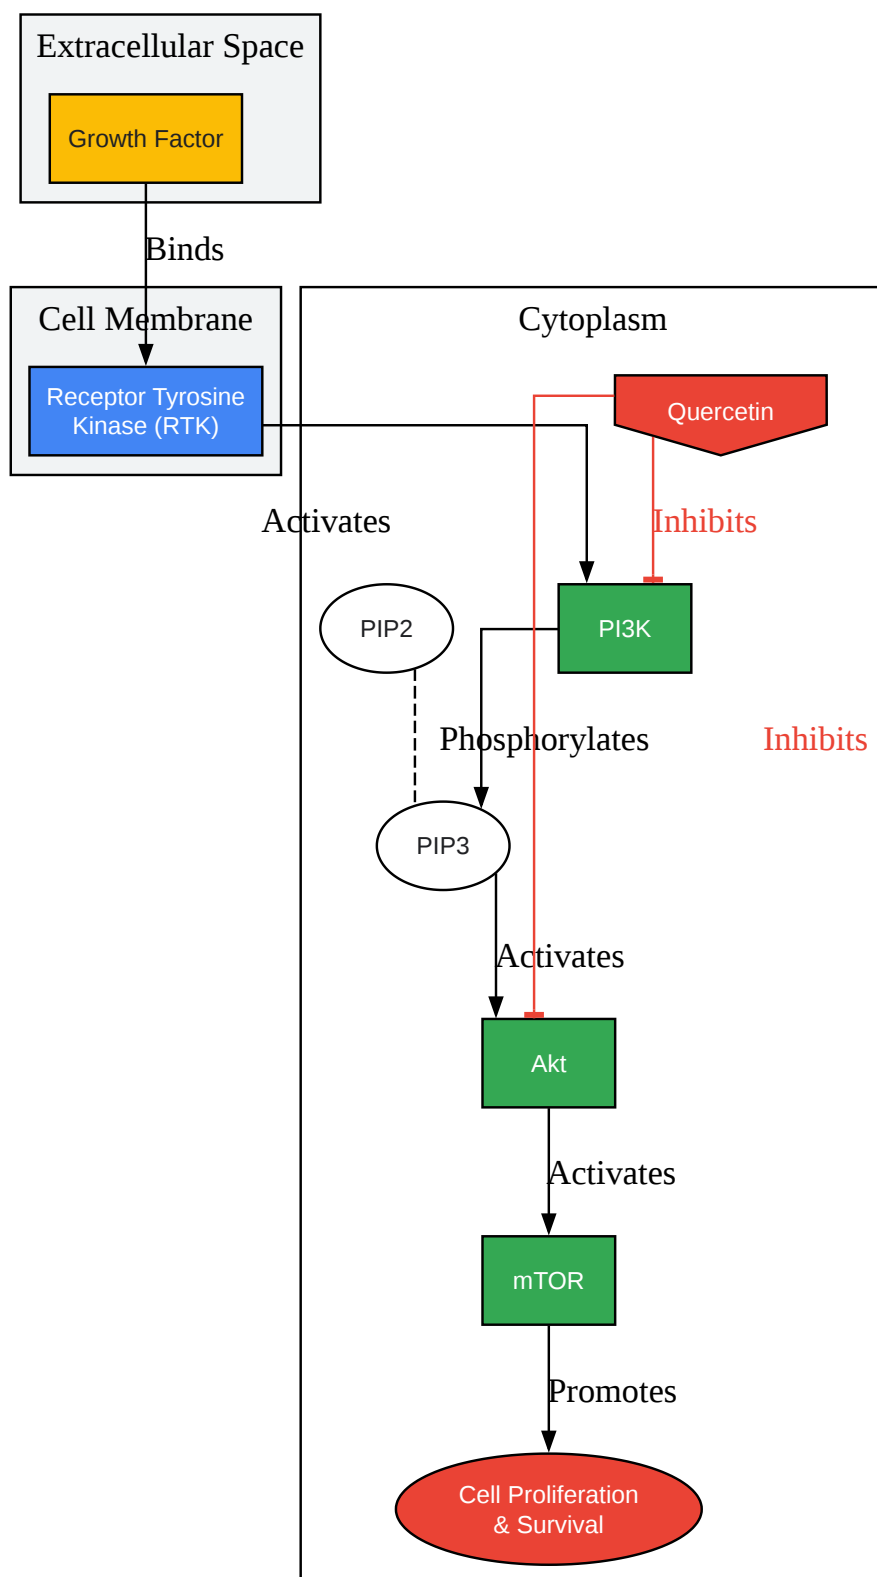 Extracellular Space
Growth Factor
Binds
Cell Membrane
Cytoplasm
Receptor Tyrosine
Kinase (RTK)
Quercetin
Activates
Inhibits
PIP2
PI3K
Phosphorylates
Inhibits
PIP3
Activates
Akt
Activates
mTOR
Promotes
Cell Proliferation
& Survival